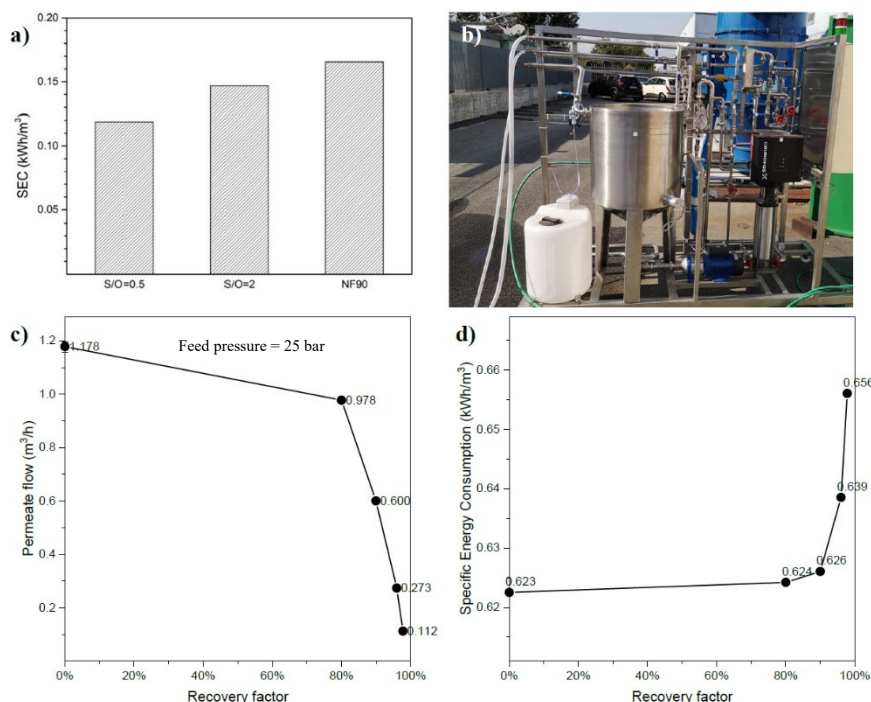 a)
0.20
0.15
0.10
0.05
SEC (kWh/m³)
S/O=0.5
S/O=2
NF90
b)
c)
Feed pressure = 25 bar
1.2
1.0
0.8
0.6
0.4
0.2
Permeate flow (m³/h)
1.178
0.978
0.600
0.273
0.112
0%
20%
40%
60%
80%
100%
Recovery factor
d)
0.66
0.65
0.64
0.63
0.62
Specific Energy Consumption (kWh/m³)
0.623
0.624
0.626
0.639
0.656
0%
20%
40%
60%
80%
100%
Recovery factor